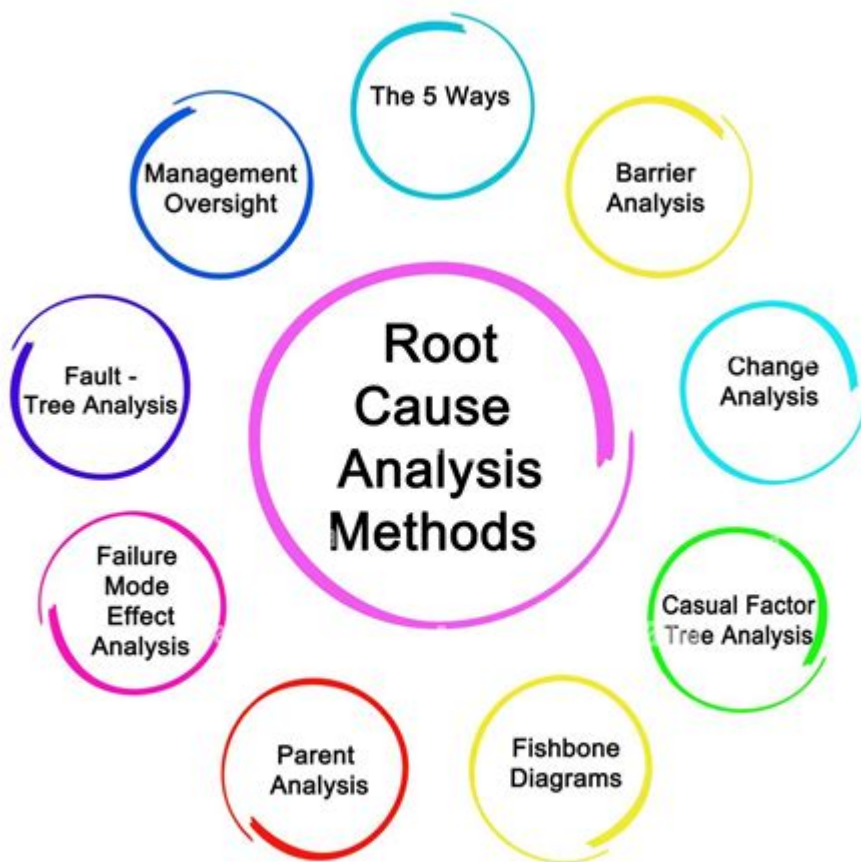 Root
Cause
Analysis
Methods
The 5 Ways
Barrier
Analysis
Change
Analysis
Casual Factor
Tree Analysis
Fishbone
Diagrams
Parent
Analysis
Failure
Mode
Effect
Analysis
Fault -
Tree Analysis
Management
Oversight